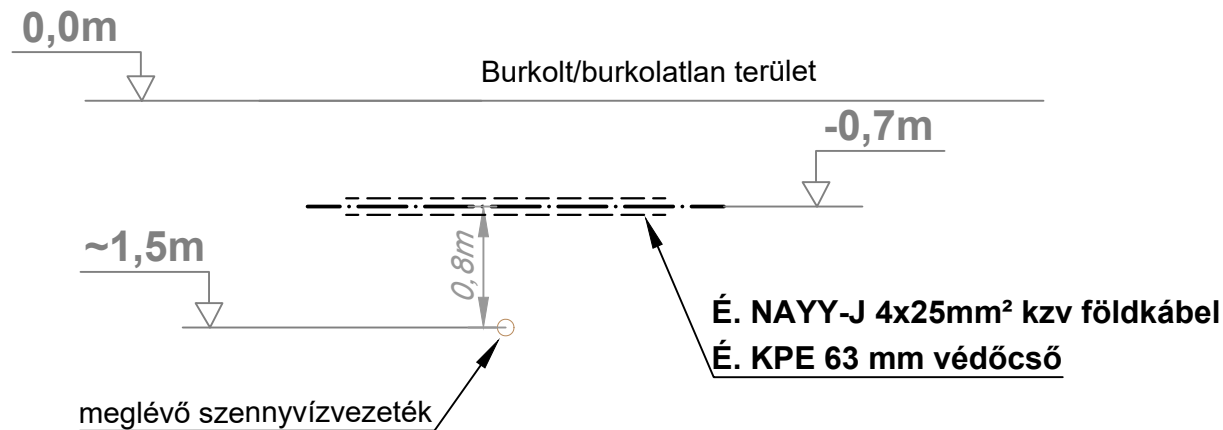 0,0m
Burkolt/burkolatlan terület
-0,7m
~1,5m
0,8m
É. NAYY-J 4x25mm² kzv földkábel
É. KPE 63 mm védőcső
meglévő szennyvízvezeték